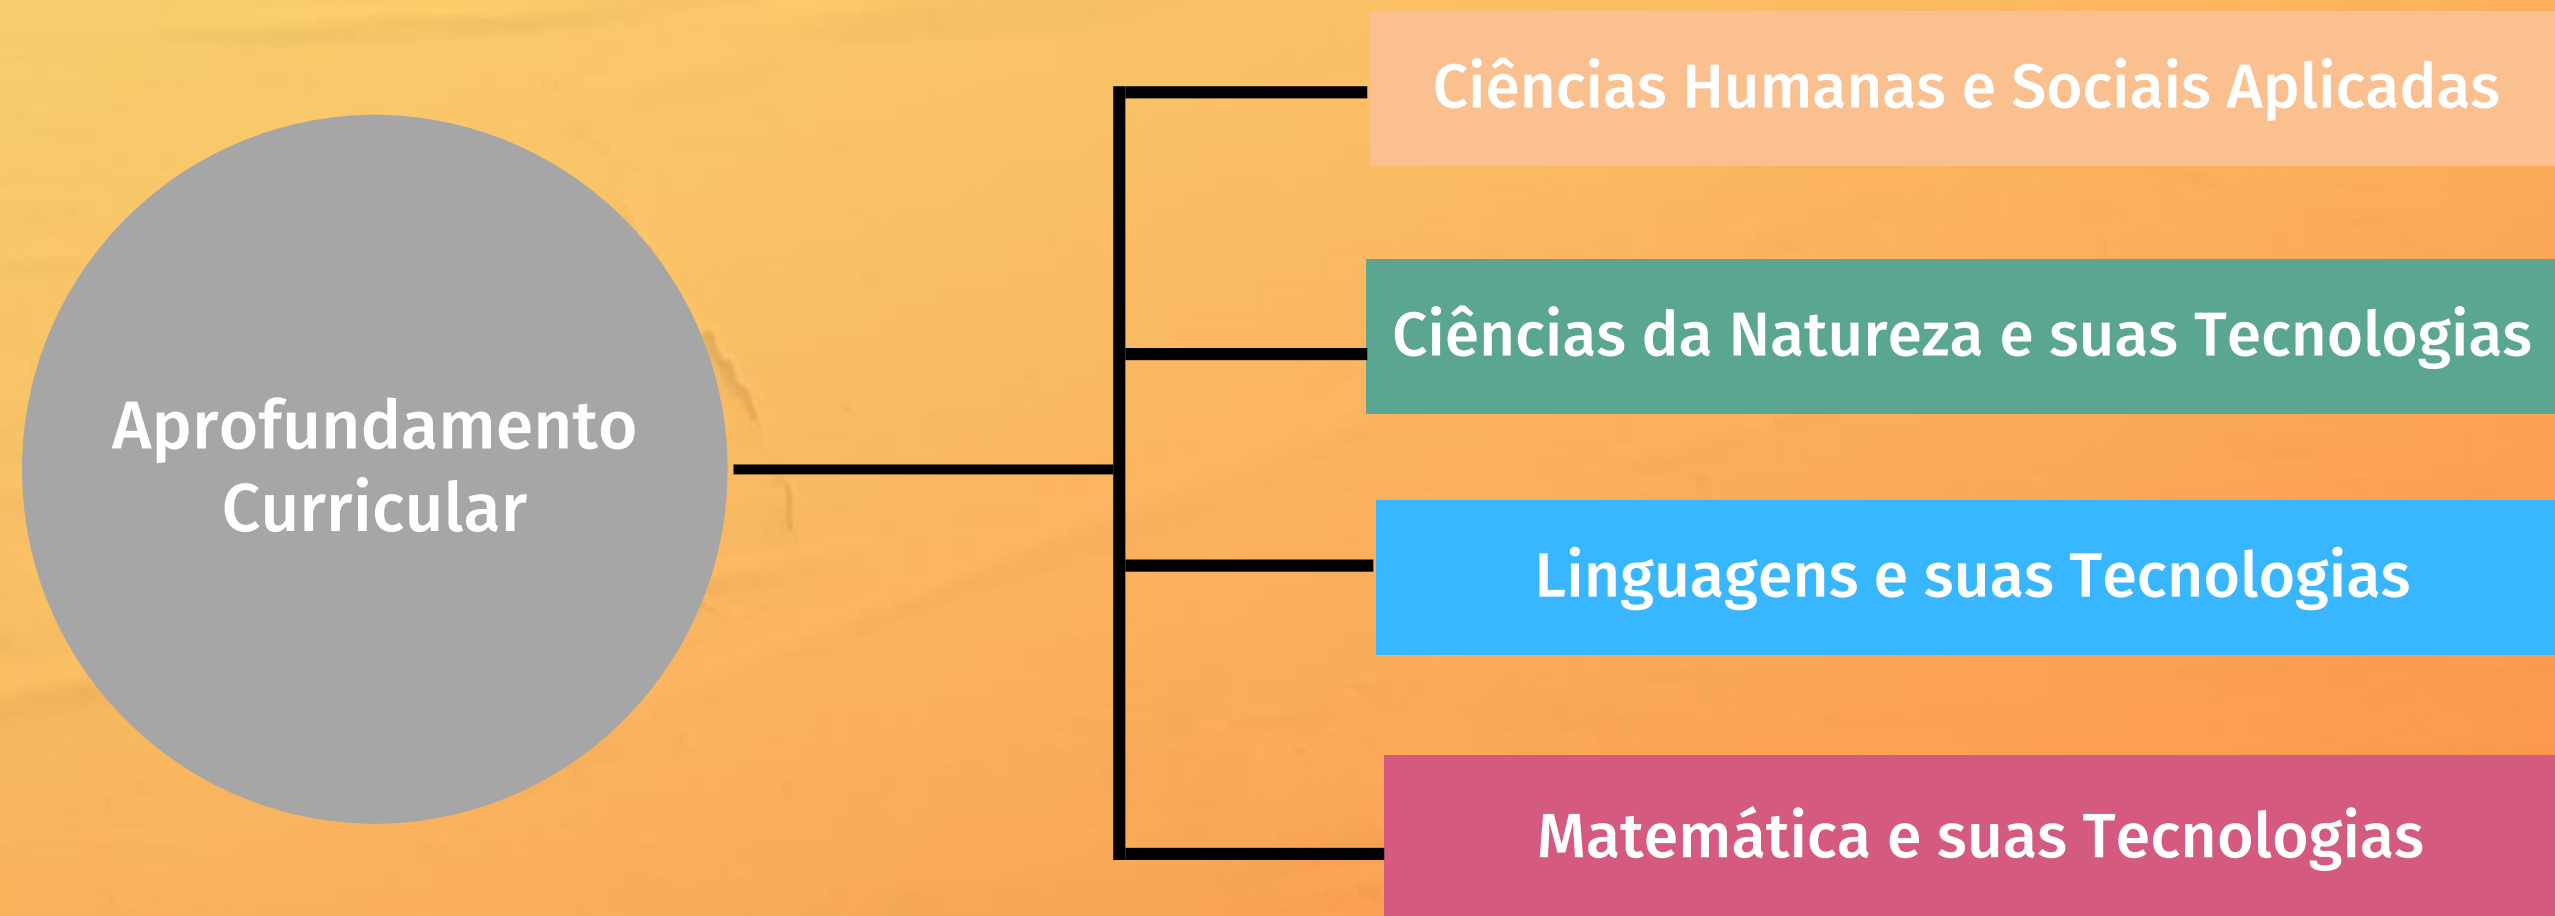 Aprofundamento
Curricular
Ciências Humanas e Sociais Aplicadas
Ciências da Natureza e suas Tecnologias
Linguagens e suas Tecnologias
Matemática e suas Tecnologias